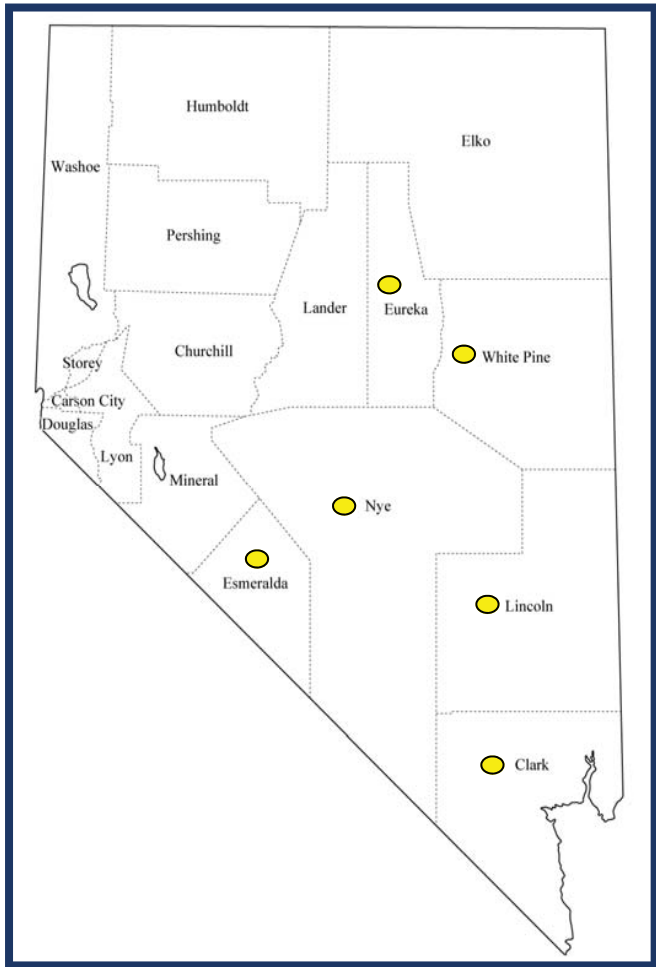 Humboldt
Elko
Washoe
Pershing
Lander
Eureka
Churchill
White Pine
Storey
Carson City
Douglas
Lyon
Mineral
Nye
Esmeralda
Lincoln
Clark